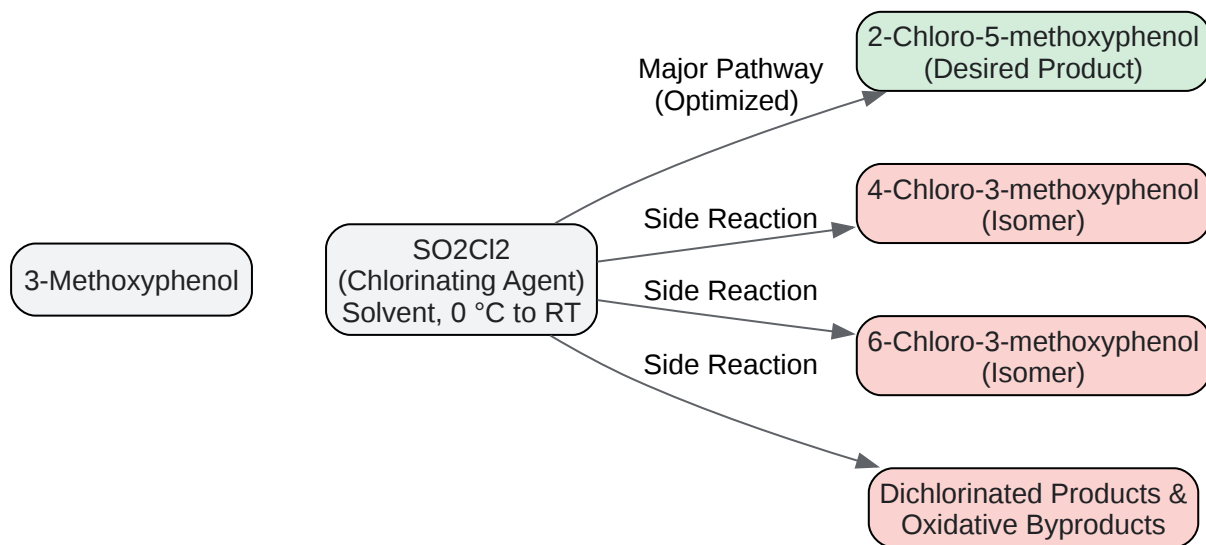 3-Methoxyphenol
SO2Cl2
(Chlorinating Agent)
Solvent, 0 °C to RT
Major Pathway
(Optimized)
Side Reaction
Side Reaction
Side Reaction
2-Chloro-5-methoxyphenol
(Desired Product)
4-Chloro-3-methoxyphenol
(Isomer)
6-Chloro-3-methoxyphenol
(Isomer)
Dichlorinated Products &
Oxidative Byproducts